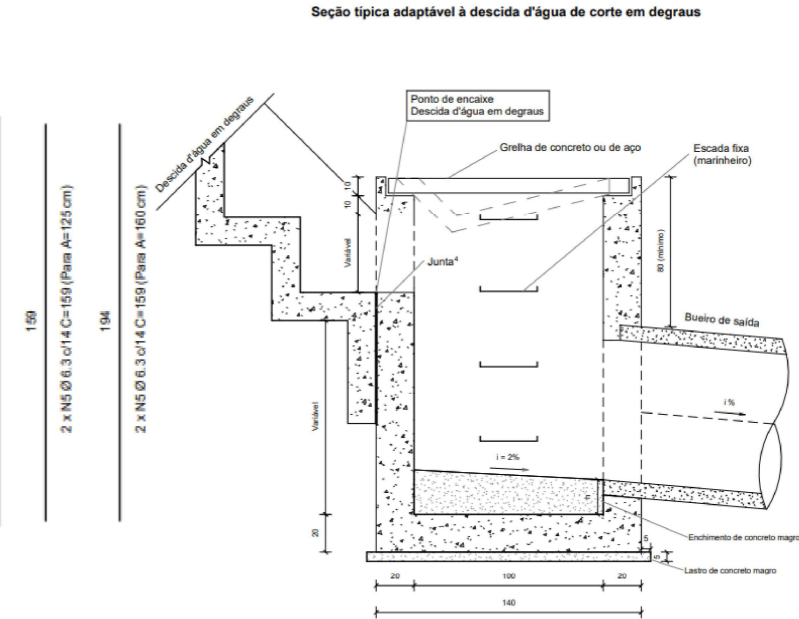 Seção típica adaptável à descida d'água de corte em degraus
Descida d'água em degraus
Ponto de encaixe
Descida d'água em degraus
Grelha de concreto ou de aço
Escada fixa
(marinheiro)
159
2 x N5 Ø 6.3 c/14 C=159 (Para A=125 cm)
194
2 x N5 Ø 6.3 c/14 C=159 (Para A=160 cm)
10
10
Variável
Junta⁴
80 (mínimo)
Bueiro de saída
i %
Variável
i = 2%
h
20
Enchimento de concreto magro
5
5
Lastro de concreto magro
20
100
20
140